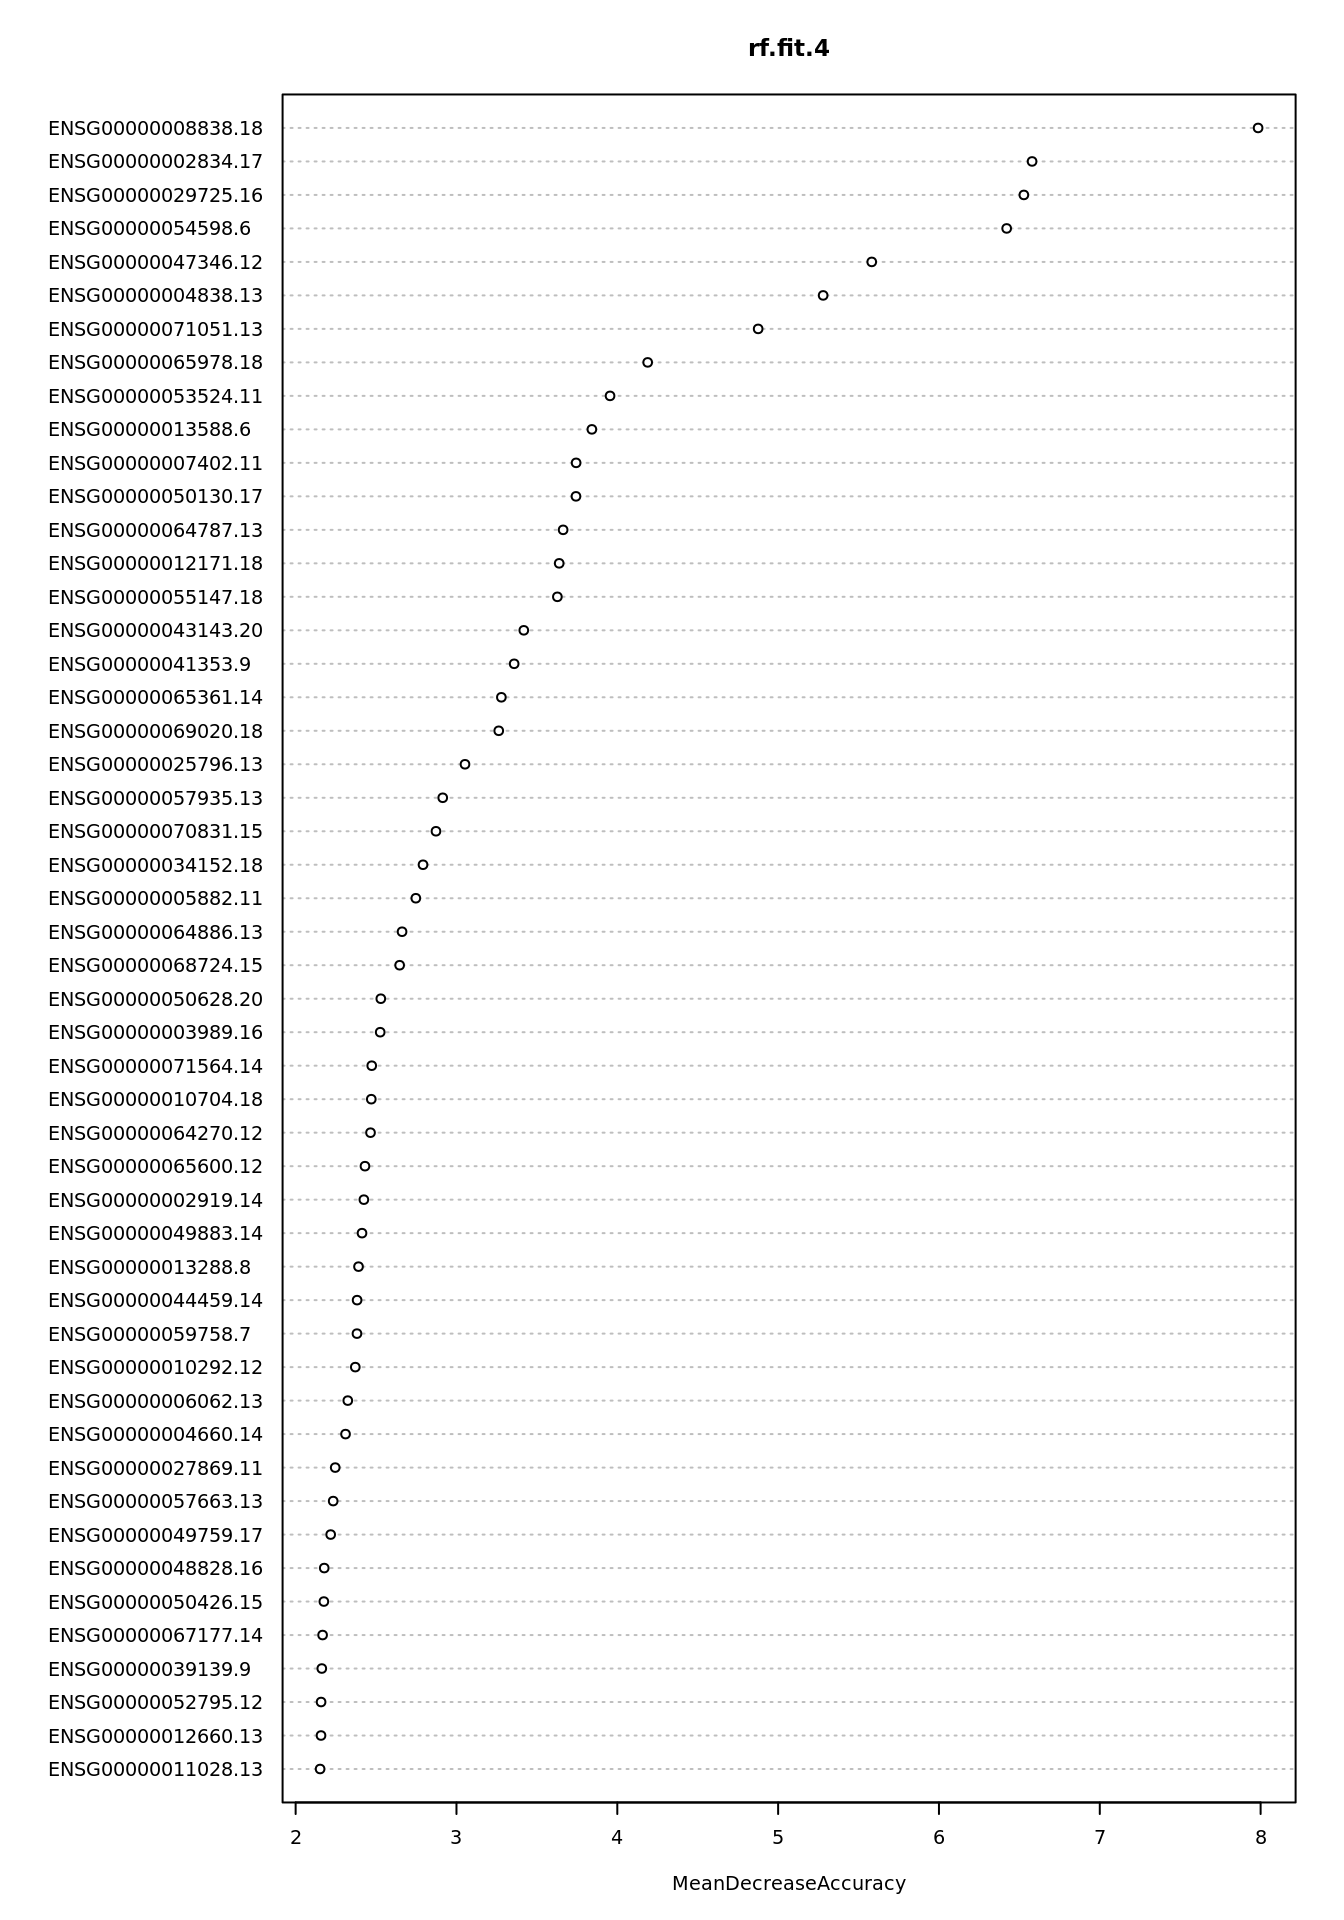 rf.fit.4
ENSG00000008838.18
ENSG00000002834.17
ENSG00000029725.16
ENSG00000054598.6
ENSG00000047346.12
ENSG00000004838.13
ENSG00000071051.13
ENSG00000065978.18
ENSG00000053524.11
ENSG00000013588.6
ENSG00000007402.11
ENSG00000050130.17
ENSG00000064787.13
ENSG00000012171.18
ENSG00000055147.18
ENSG00000043143.20
ENSG00000041353.9
ENSG00000065361.14
ENSG00000069020.18
ENSG00000025796.13
ENSG00000057935.13
ENSG00000070831.15
ENSG00000034152.18
ENSG00000005882.11
ENSG00000064886.13
ENSG00000068724.15
ENSG00000050628.20
ENSG00000003989.16
ENSG00000071564.14
ENSG00000010704.18
ENSG00000064270.12
ENSG00000065600.12
ENSG00000002919.14
ENSG00000049883.14
ENSG00000013288.8
ENSG00000044459.14
ENSG00000059758.7
ENSG00000010292.12
ENSG00000006062.13
ENSG00000004660.14
ENSG00000027869.11
ENSG00000057663.13
ENSG00000049759.17
ENSG00000048828.16
ENSG00000050426.15
ENSG00000067177.14
ENSG00000039139.9
ENSG00000052795.12
ENSG00000012660.13
ENSG00000011028.13
2 3 4 5 6 7 8
MeanDecreaseAccuracy